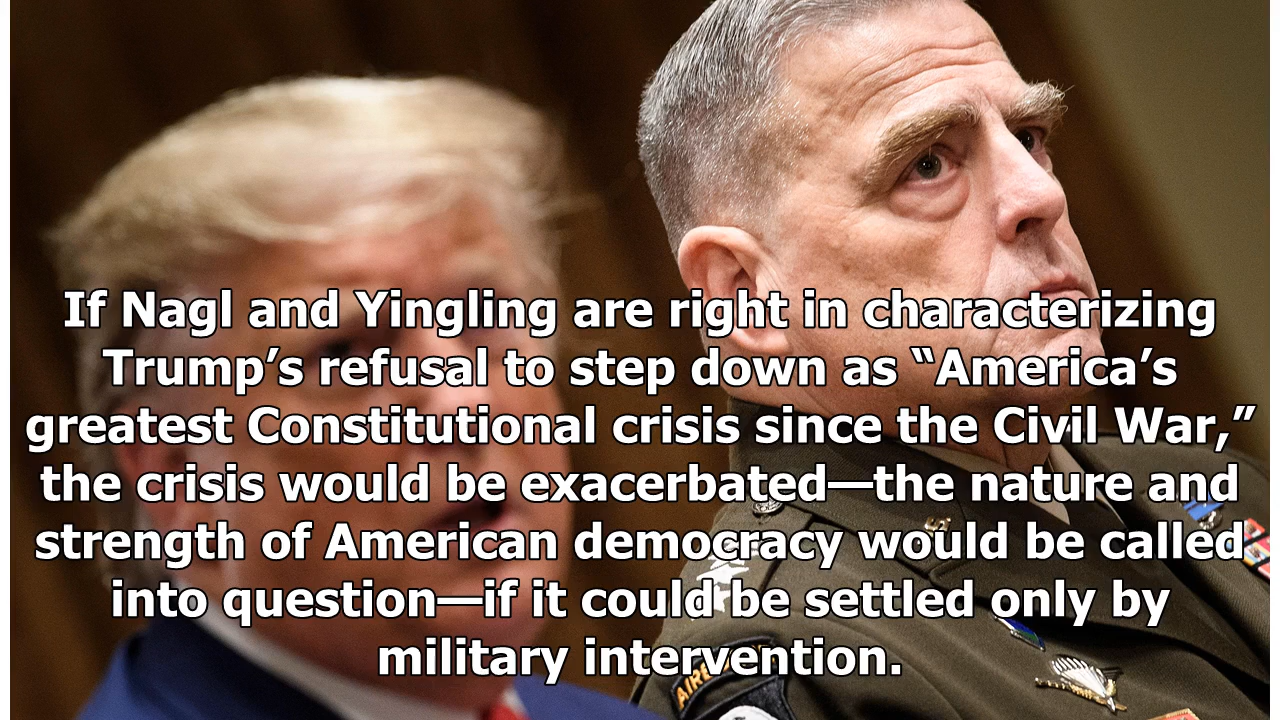 If Nagl and Yingling are right in characterizing
Trump’s refusal to step down as “America’s
greatest Constitutional crisis since the Civil War,”
the crisis would be exacerbated—the nature and
strength of American democracy would be called
into question—if it could be settled only by
military intervention.
AIRBORNE